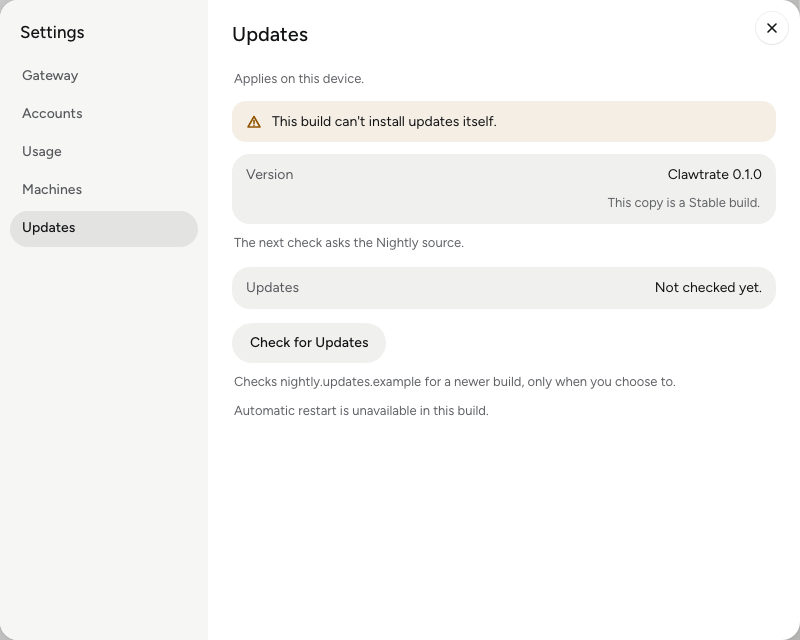 Settings
Gateway
Accounts
Usage
Machines
Updates
Updates
Applies on this device.
This build can't install updates itself.
Version
Clawtrate 0.1.0
This copy is a Stable build.
The next check asks the Nightly source.
Updates
Not checked yet.
Check for Updates
Checks nightly.updates.example for a newer build, only when you choose to.
Automatic restart is unavailable in this build.